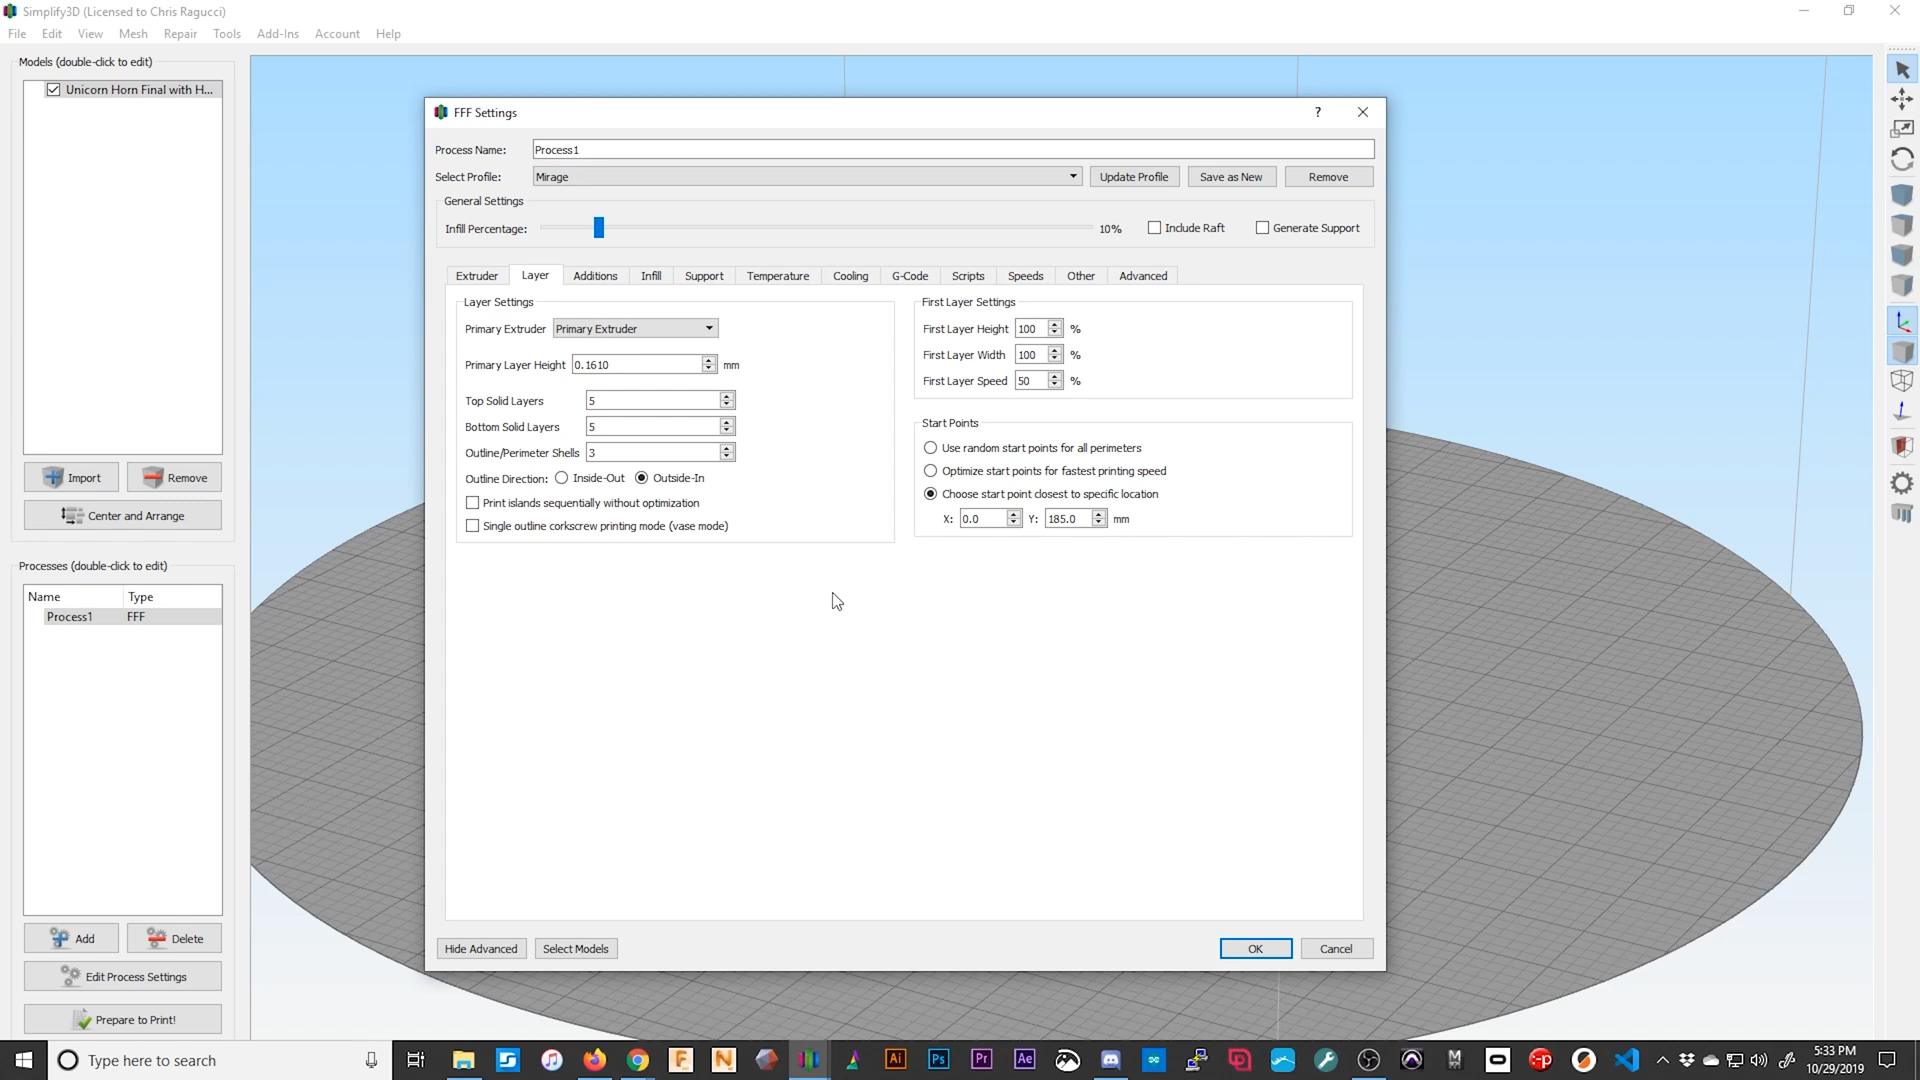 Simplify3D (Licensed to Chris Ragucci)
File Edit View Mesh Repair Tools Add-Ins Account Help
Models (double-click to edit)
Unicorn Horn Final with H...
Import Remove
Center and Arrange
Processes (double-click to edit)
Name Type
Process1 FFF
Add Delete
Edit Process Settings
Prepare to Print!
FFF Settings ?
Process Name: Process1
Select Profile: Mirage Update Profile Save as New Remove
General Settings
Infill Percentage: 10% Include Raft Generate Support
Extruder Layer Additions Infill Support Temperature Cooling G-Code Scripts Speeds Other Advanced
Layer Settings
Primary Extruder Primary Extruder
Primary Layer Height 0.1610 mm
Top Solid Layers 5
Bottom Solid Layers 5
Outline/Perimeter Shells 3
Outline Direction: Inside-Out Outside-In
Print islands sequentially without optimization
Single outline corkscrew printing mode (vase mode)
First Layer Settings
First Layer Height 100 %
First Layer Width 100 %
First Layer Speed 50 %
Start Points
Use random start points for all perimeters
Optimize start points for fastest printing speed
Choose start point closest to specific location
X: 0.0 Y: 185.0 mm
Hide Advanced Select Models OK Cancel
Type here to search
F N Ai Ps Pr Ae
5:33 PM
10/29/2019